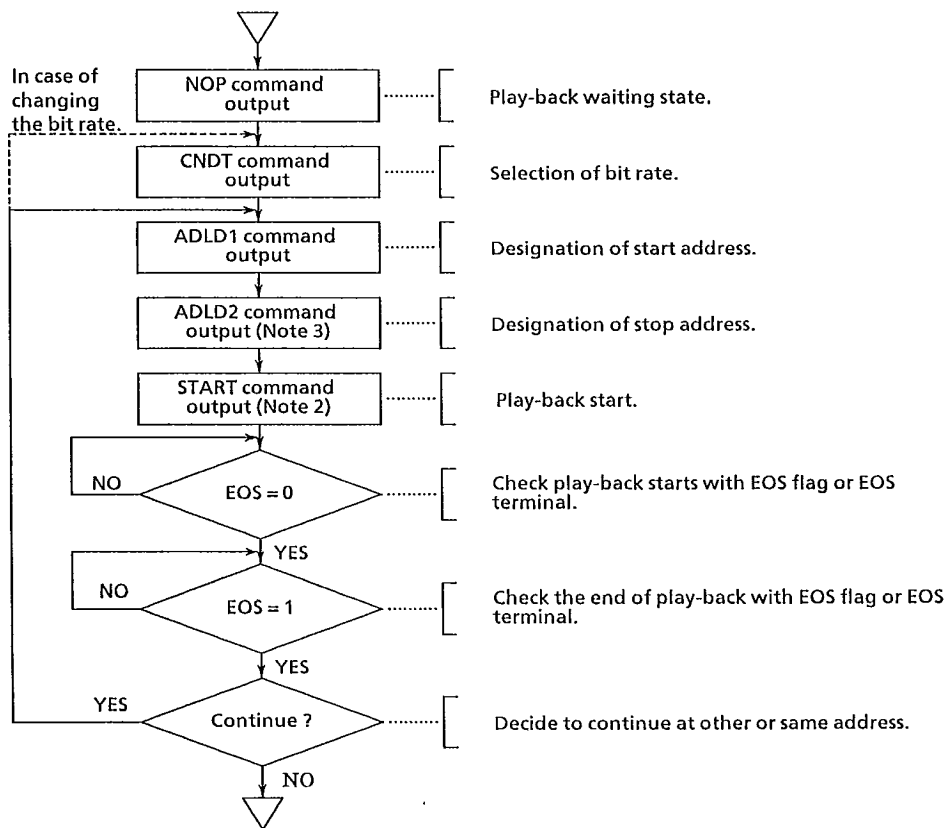 In case of
changing
the bit rate.
NOP command
output
Play-back waiting state.
CNDT command
output
Selection of bit rate.
ADLD1 command
output
Designation of start address.
ADLD2 command
output (Note 3)
Designation of stop address.
START command
output (Note 2)
Play-back start.
NO
EOS = 0
Check play-back starts with EOS flag or EOS
terminal.
YES
NO
EOS = 1
Check the end of play-back with EOS flag or EOS
terminal.
YES
YES
Continue ?
Decide to continue at other or same address.
NO